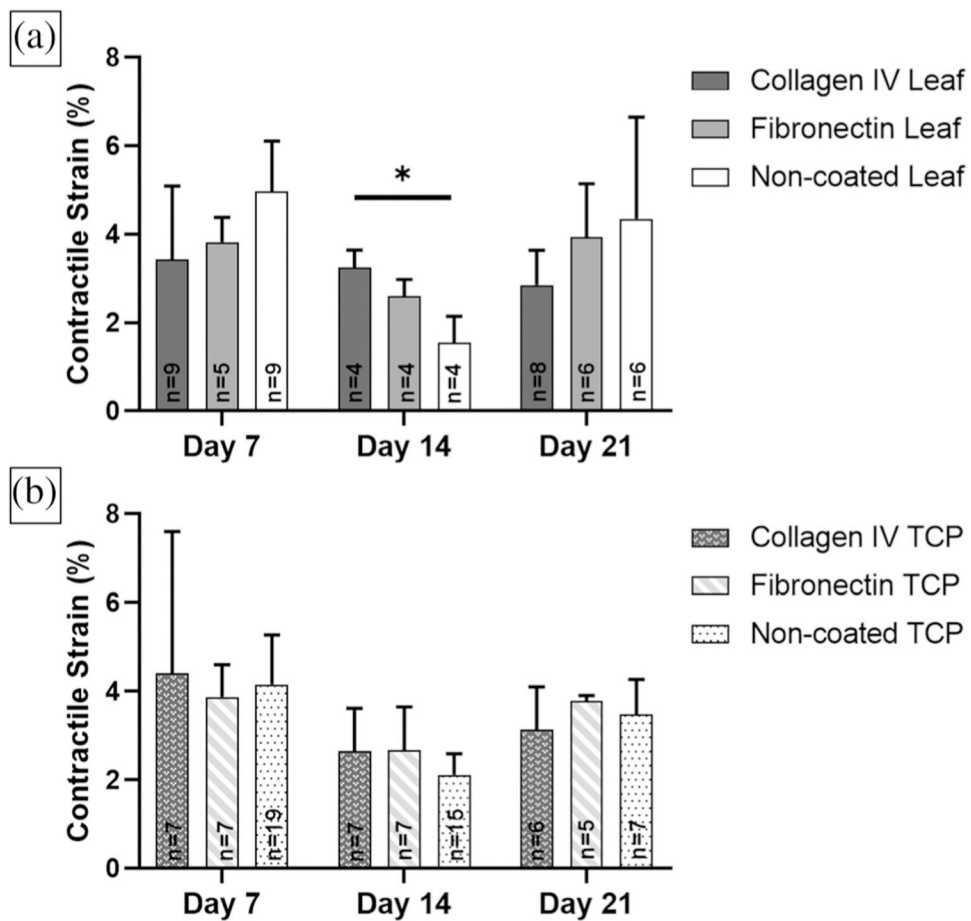 (a)
Contractile Strain (%)
8
6
4
2
0
*
n=9
n=5
n=9
n=4
n=4
n=4
n=8
n=6
n=6
Day 7
Day 14
Day 21
Collagen IV Leaf
Fibronectin Leaf
Non-coated Leaf
(b)
Contractile Strain (%)
8
6
4
2
0
n=7
n=7
n=19
n=7
n=7
n=15
n=6
n=5
n=7
Day 7
Day 14
Day 21
Collagen IV TCP
Fibronectin TCP
Non-coated TCP